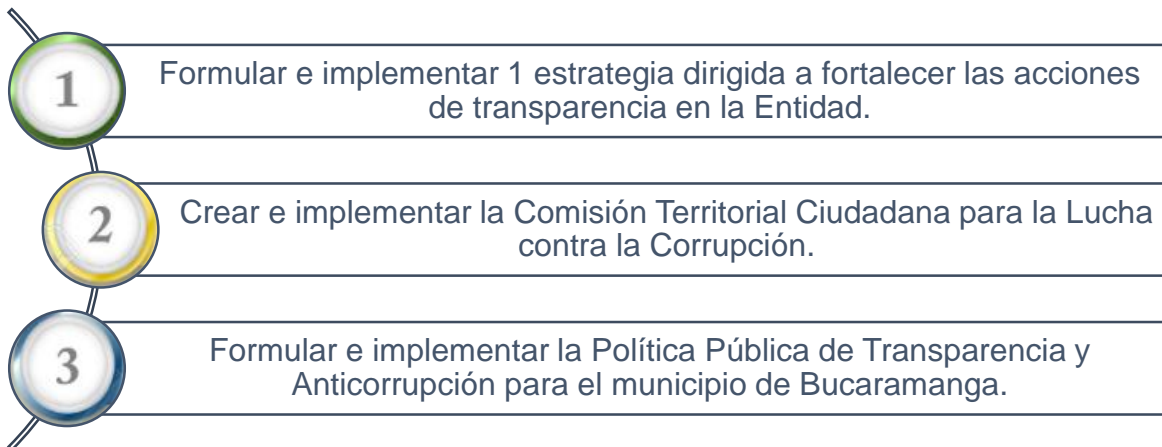 1
Formular e implementar 1 estrategia dirigida a fortalecer las acciones
de transparencia en la Entidad.
2
Crear e implementar la Comisión Territorial Ciudadana para la Lucha
contra la Corrupción.
3
Formular e implementar la Política Pública de Transparencia y
Anticorrupción para el municipio de Bucaramanga.